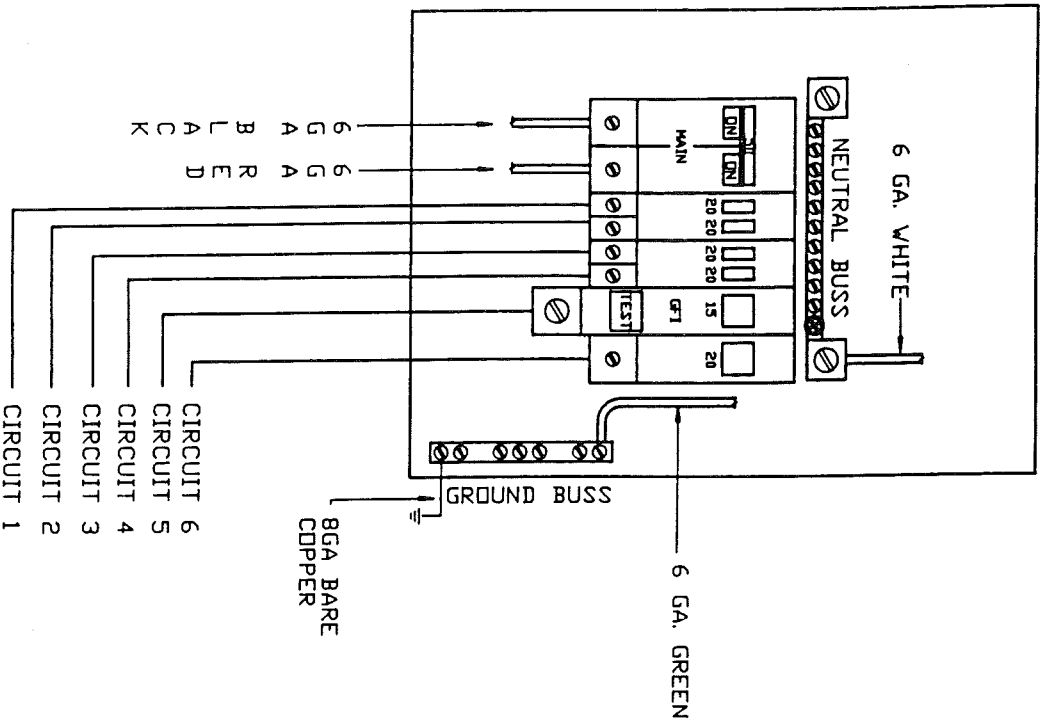 6 GA BLACK
6 GA RED
6 GA. WHITE
NEUTRAL BUSS
ON
ON
MAIN
50
20
20
20
20
15
GFI
TEST
20
GROUND BUSS
6 GA. GREEN
8GA BARE
COPPER
CIRCUIT 6
CIRCUIT 5
CIRCUIT 4
CIRCUIT 3
CIRCUIT 2
CIRCUIT 1